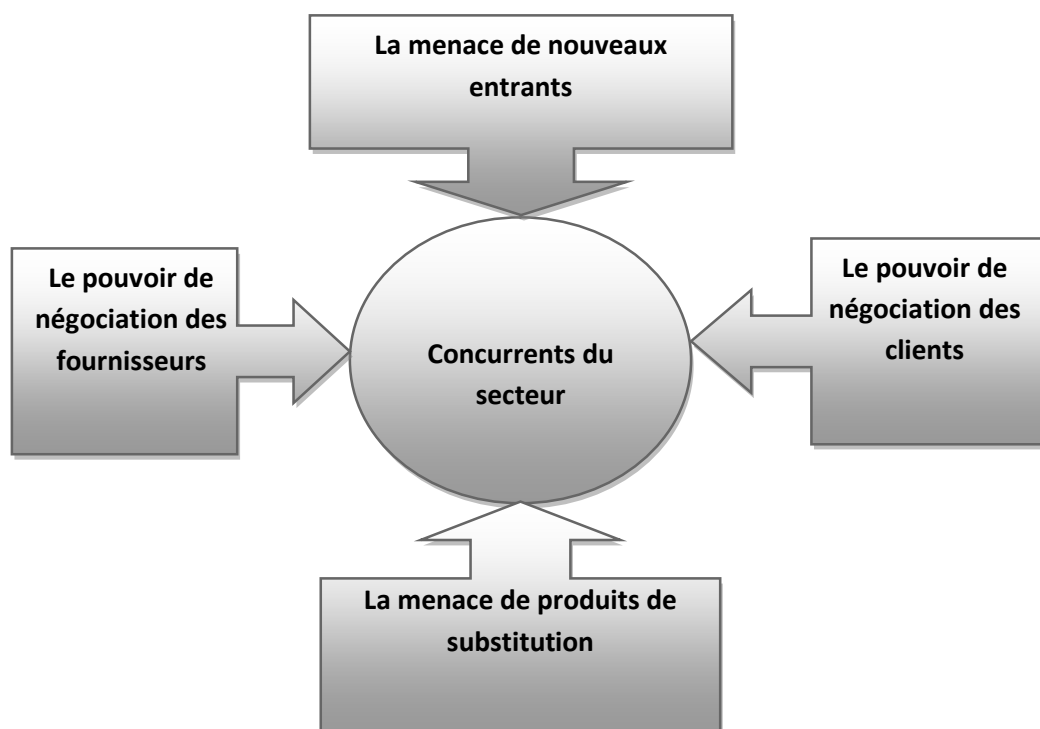 La menace de nouveaux
entrants
Le pouvoir de
négociation des
fournisseurs
Concurrents du
secteur
Le pouvoir de
négociation des
clients
La menace de produits de
substitution